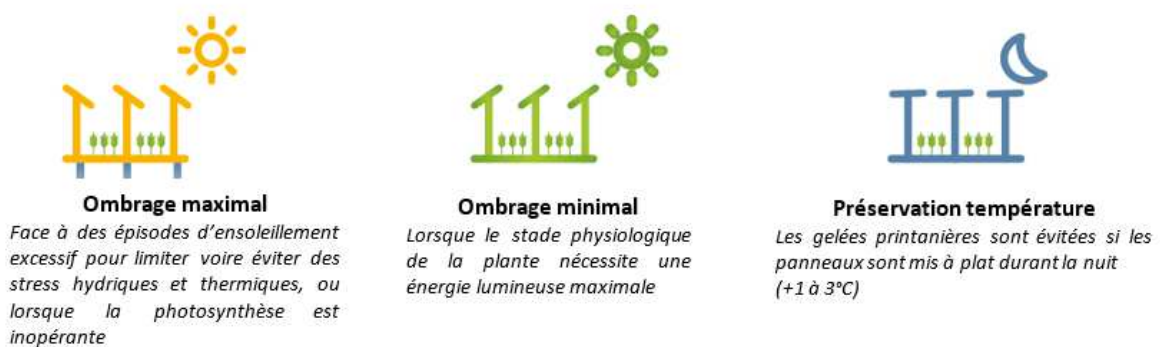 Ombrage maximal
Face à des épisodes d'ensoleillement
excessif pour limiter voire éviter des
stress hydriques et thermiques, ou
lorsque la photosynthèse est
inopérante
Ombrage minimal
Lorsque le stade physiologique
de la plante nécessite une
énergie lumineuse maximale
Préservation température
Les gelées printanières sont évitées si les
panneaux sont mis à plat durant la nuit
(+1 à 3°C)